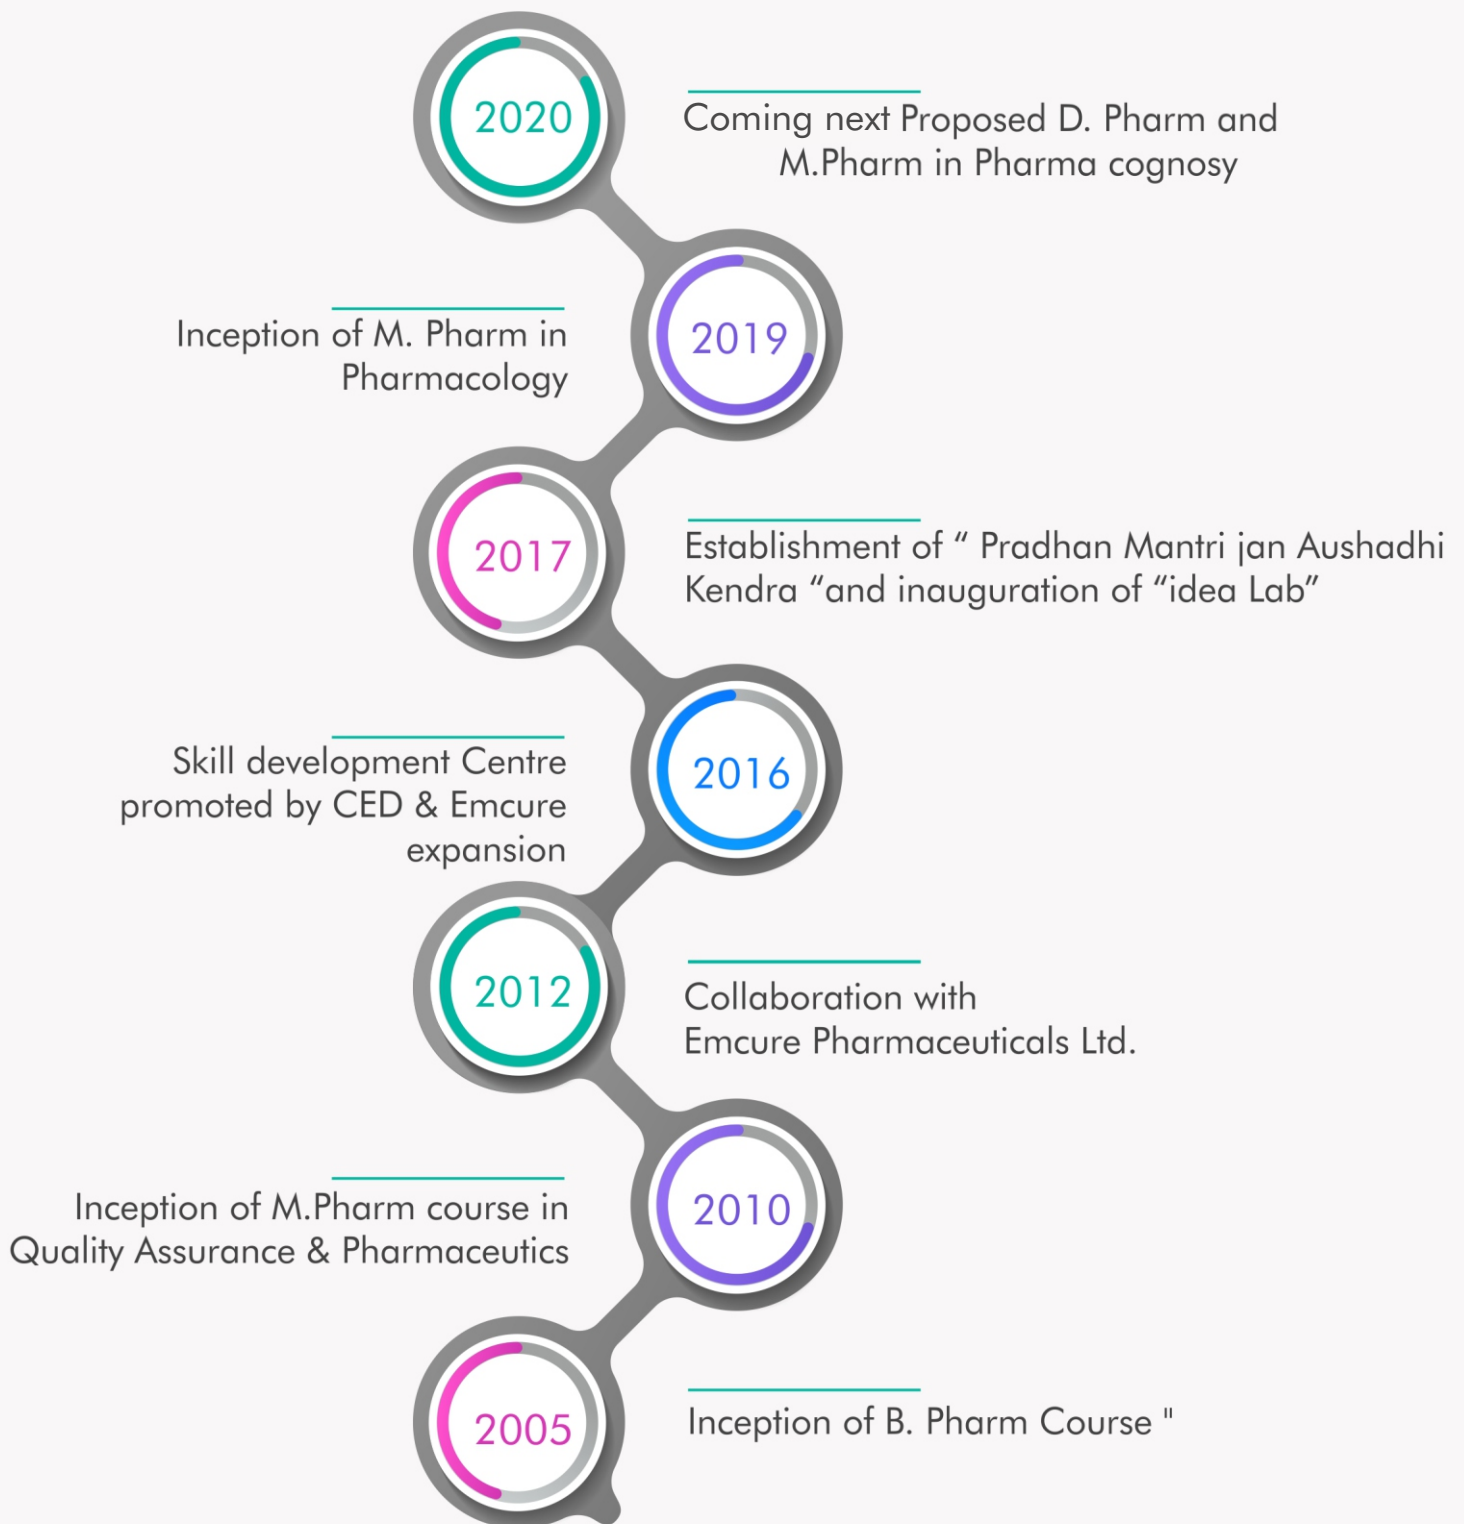 2020
Coming next Proposed D. Pharm and
M.Pharm in Pharma cognosy
2019
Inception of M. Pharm in
Pharmacology
2017
Establishment of “ Pradhan Mantri jan Aushadhi
Kendra “and inauguration of “idea Lab”
2016
Skill development Centre
promoted by CED & Emcure
expansion
2012
Collaboration with
Emcure Pharmaceuticals Ltd.
2010
Inception of M.Pharm course in
Quality Assurance & Pharmaceutics
2005
Inception of B. Pharm Course "